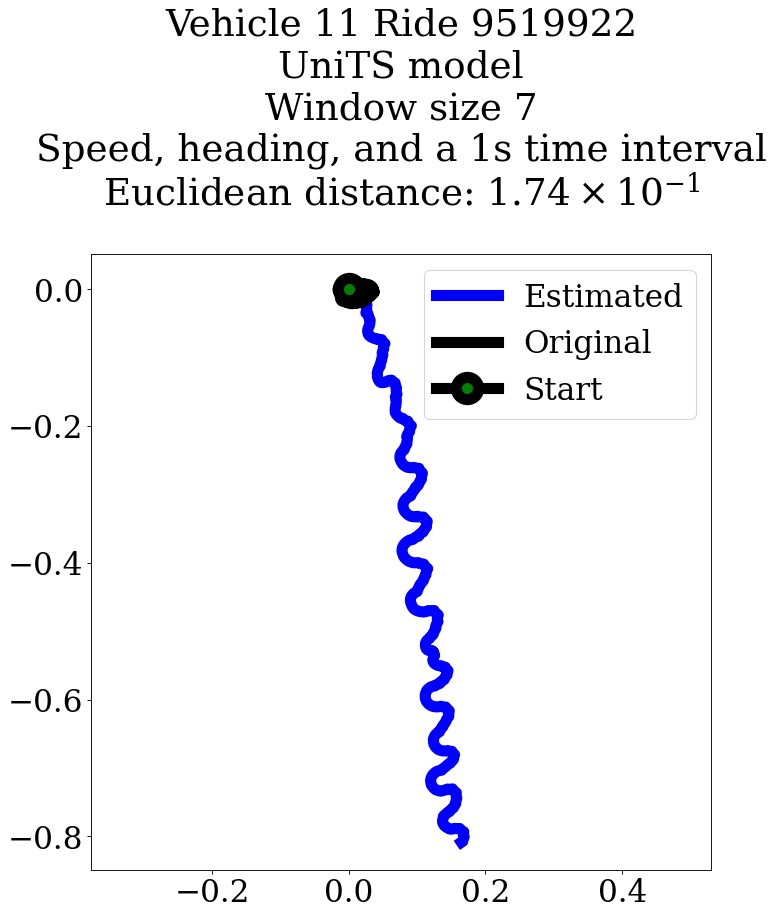 Vehicle 11 Ride 9519922
UniTS model
Window size 7
Speed, heading, and a 1s time interval
Euclidean distance: 1.74 × 10⁻¹
Estimated
Original
Start
0.0
−0.2
−0.4
−0.6
−0.8
−0.2 0.0 0.2 0.4